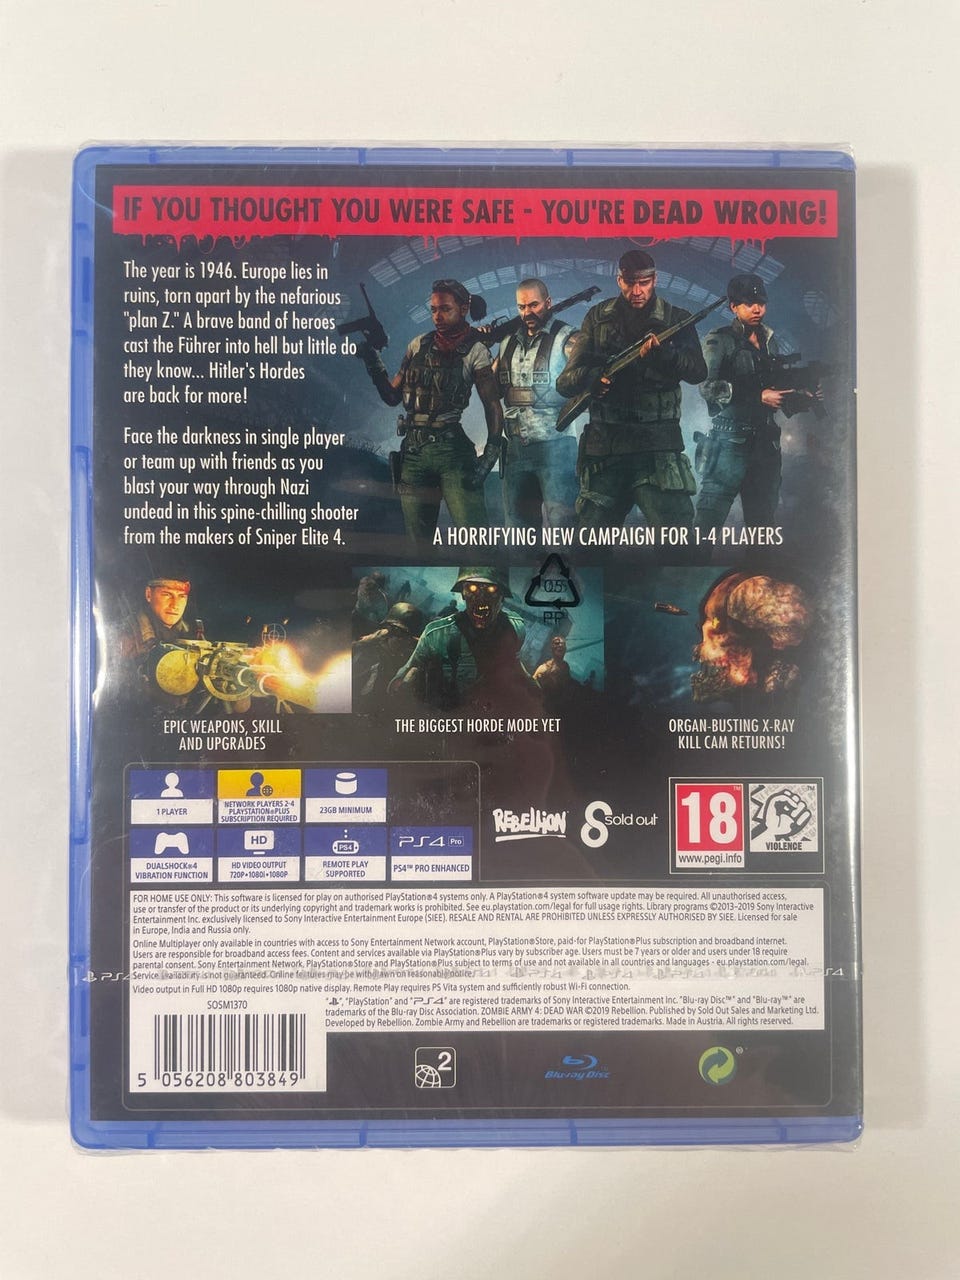 IF YOU THOUGHT YOU WERE SAFE - YOU'RE DEAD WRONG!
The year is 1946. Europe lies in
ruins, torn apart by the nefarious
"plan Z." A brave band of heroes
cast the Führer into hell but little do
they know... Hitler's Hordes
are back for more!
Face the darkness in single player
or team up with friends as you
blast your way through Nazi
undead in this spine-chilling shooter
from the makers of Sniper Elite 4.
A HORRIFYING NEW CAMPAIGN FOR 1-4 PLAYERS
05
PP
EPIC WEAPONS, SKILL
AND UPGRADES
THE BIGGEST HORDE MODE YET
ORGAN-BUSTING X-RAY
KILL CAM RETURNS!
1 PLAYER
NETWORK PLAYERS 2-4
PLAYSTATION®PLUS
SUBSCRIPTION REQUIRED
23GB MINIMUM
DUALSHOCK®4
VIBRATION FUNCTION
HD
HD VIDEO OUTPUT
720P•1080i•1080P
PS4
REMOTE PLAY
SUPPORTED
PS4 Pro
PS4™ PRO ENHANCED
REBELLION
Sold out
18
www.pegi.info
VIOLENCE
FOR HOME USE ONLY: This software is licensed for play on authorised PlayStation®4 systems only. A PlayStation®4 system software update may be required. All unauthorised access,
use or transfer of the product or its underlying copyright and trademark works is prohibited. See eu.playstation.com/legal for full usage rights. Library programs ©2013-2019 Sony Interactive
Entertainment Inc. exclusively licensed to Sony Interactive Entertainment Europe (SIEE). RESALE AND RENTAL ARE PROHIBITED UNLESS EXPRESSLY AUTHORISED BY SIEE. Licensed for sale
in Europe, India and Russia only.
Online Multiplayer only available in countries with access to Sony Entertainment Network account, PlayStation®Store, paid-for PlayStation®Plus subscription and broadband internet.
Users are responsible for broadband access fees. Content and services available via PlayStation®Plus vary by subscriber age. Users must be 7 years or older and users under 18 require
parental consent. Sony Entertainment Network, PlayStation®Store and PlayStation®Plus subject to terms of use and not available in all countries and languages - eu.playstation.com/legal.
Service availability is not guaranteed. Online features may be withdrawn on reasonable notice.
Video output in Full HD 1080p requires 1080p native display. Remote Play requires PS Vita system and sufficiently robust Wi-Fi connection.
SOSM1370
"PlayStation" and "PS4" are registered trademarks of Sony Interactive Entertainment Inc. "Blu-ray Disc™" and "Blu-ray™" are
trademarks of the Blu-ray Disc Association. ZOMBIE ARMY 4: DEAD WAR ©2019 Rebellion. Published by Sold Out Sales and Marketing Ltd.
Developed by Rebellion. Zombie Army and Rebellion are trademarks or registered trademarks. Made in Austria. All rights reserved.
5 056208 803849
2
Blu-ray Disc